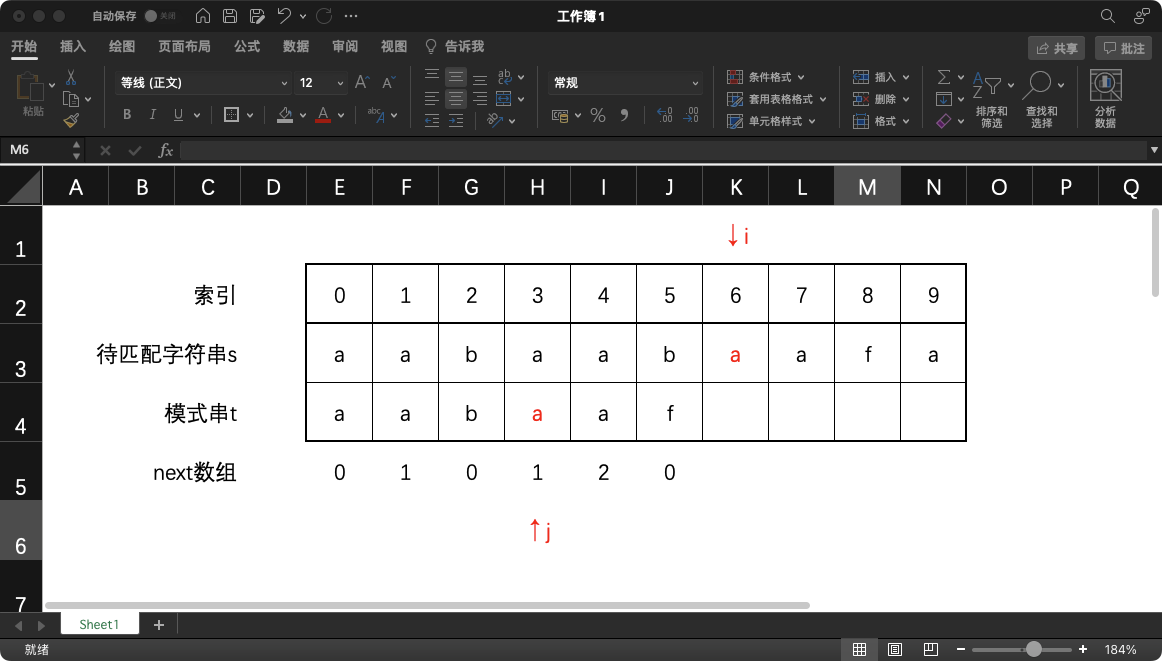 自动保存 关闭 工作簿1
开始 插入 绘图 页面布局 公式 数据 审阅 视图 告诉我 共享 批注
粘贴 等线 (正文) 12 A A ab 常规 条件格式 插入 排序和筛选 查找和选择 分析数据
B I U A abc A % .00 .00 套用表格格式 删除
单元格样式 格式
M6 fx
A B C D E F G H I J K L M N O P Q
1 ↓i
2 索引 0 1 2 3 4 5 6 7 8 9
3 待匹配字符串s a a b a a b a a f a
4 模式串t a a b a a f
5 next数组 0 1 0 1 2 0
6 ↑j
7
Sheet1 +
就绪 184%